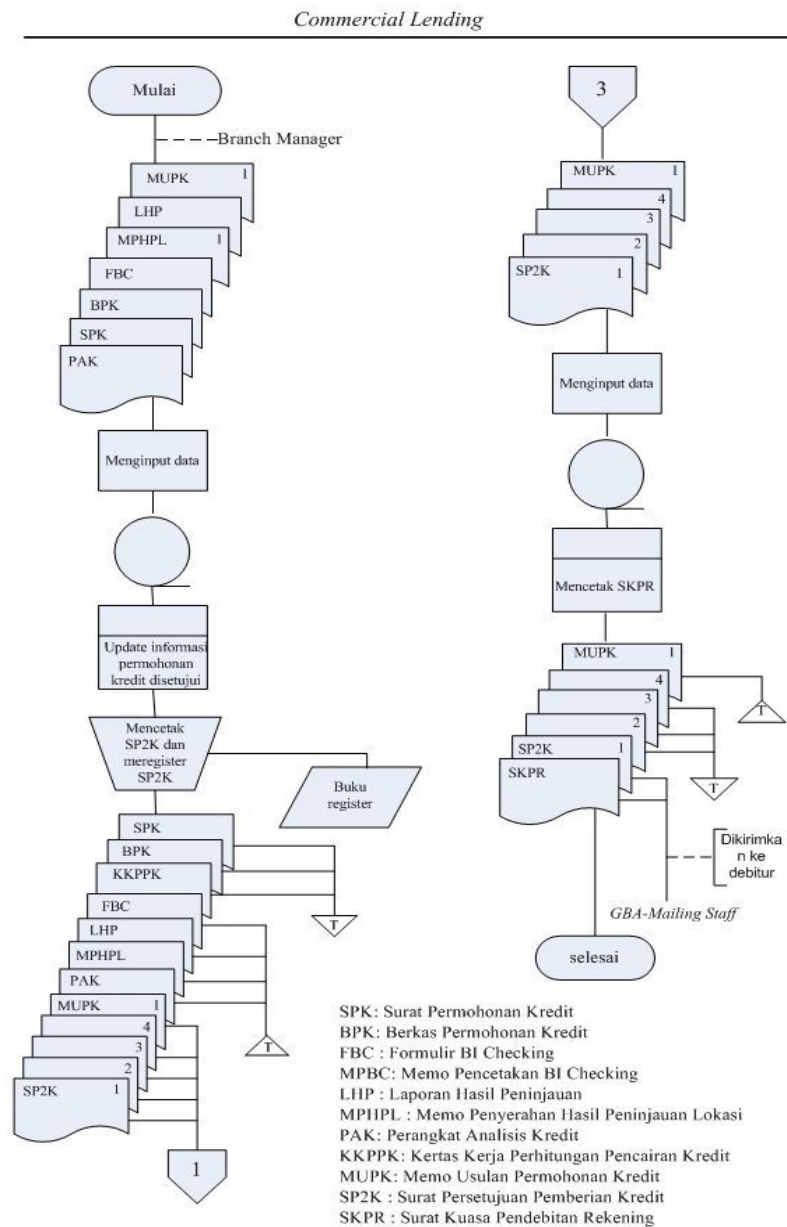 Commercial Lending
Mulai
Branch Manager
MUPK 1
LHP
MPHPL 1
FBC
BPK
SPK
PAK
Menginput data
Update informasi
permohonan
kredit disetujui
Mencetak
SP2K dan
meregister
SP2K
Buku
register
SPK
BPK
KKPPK
T
FBC
LHP
MPHPL
PAK
MUPK 1
4
T
3
2
SP2K 1
1
3
MUPK 1
4
3
2
SP2K 1
Menginput data
Mencetak SKPR
MUPK 1
4
T
3
2
SP2K 1
T
SKPR
Dikirimka
n ke
debitur
GBA-Mailing Staff
selesai
SPK: Surat Permohonan Kredit
BPK: Berkas Permohonan Kredit
FBC : Formulir BI Checking
MPBC: Memo Pencetakan BI Checking
LHP : Laporan Hasil Peninjauan
MPHPL : Memo Penyerahan Hasil Peninjauan Lokasi
PAK: Perangkat Analisis Kredit
KKPPK: Kertas Kerja Perhitungan Pencairan Kredit
MUPK: Memo Usulan Permohonan Kredit
SP2K : Surat Persetujuan Pemberian Kredit
SKPR : Surat Kuasa Pendebitan Rekening